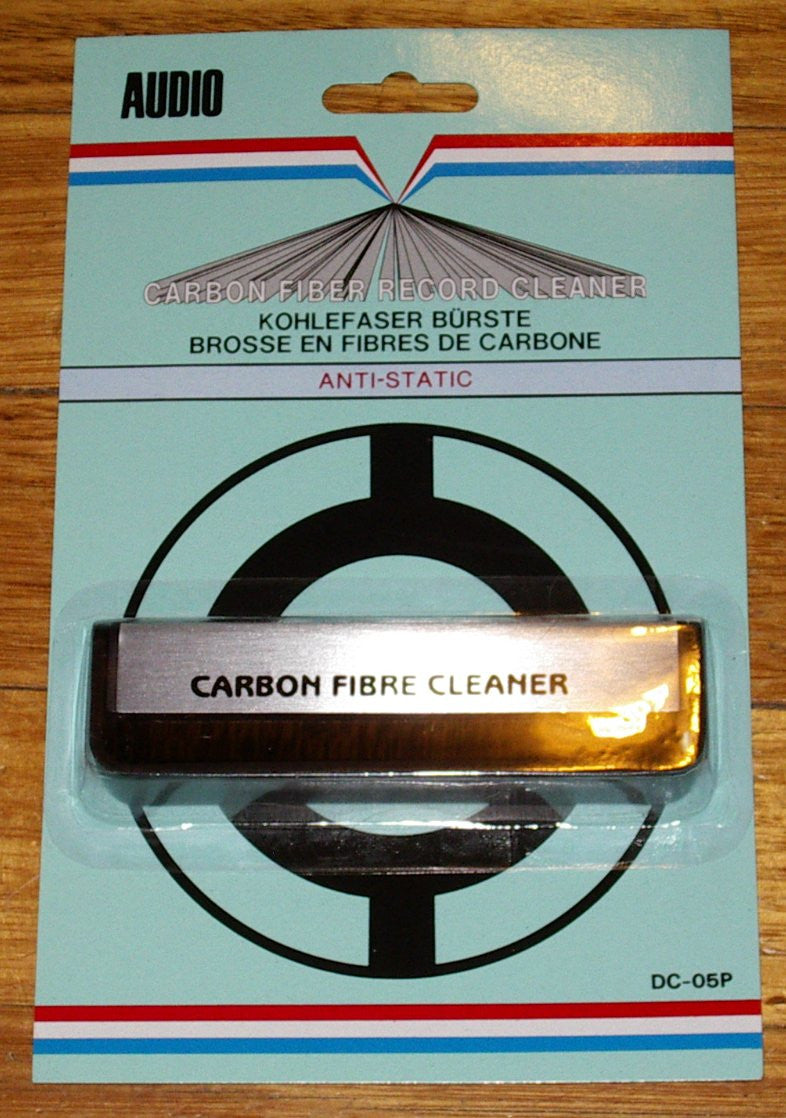 AUDIO
CARBON FIBER RECORD CLEANER
KOHLEFASER BÜRSTE
BROSSE EN FIBRES DE CARBONE
ANTI-STATIC
CARBON FIBRE CLEANER
DC-05P